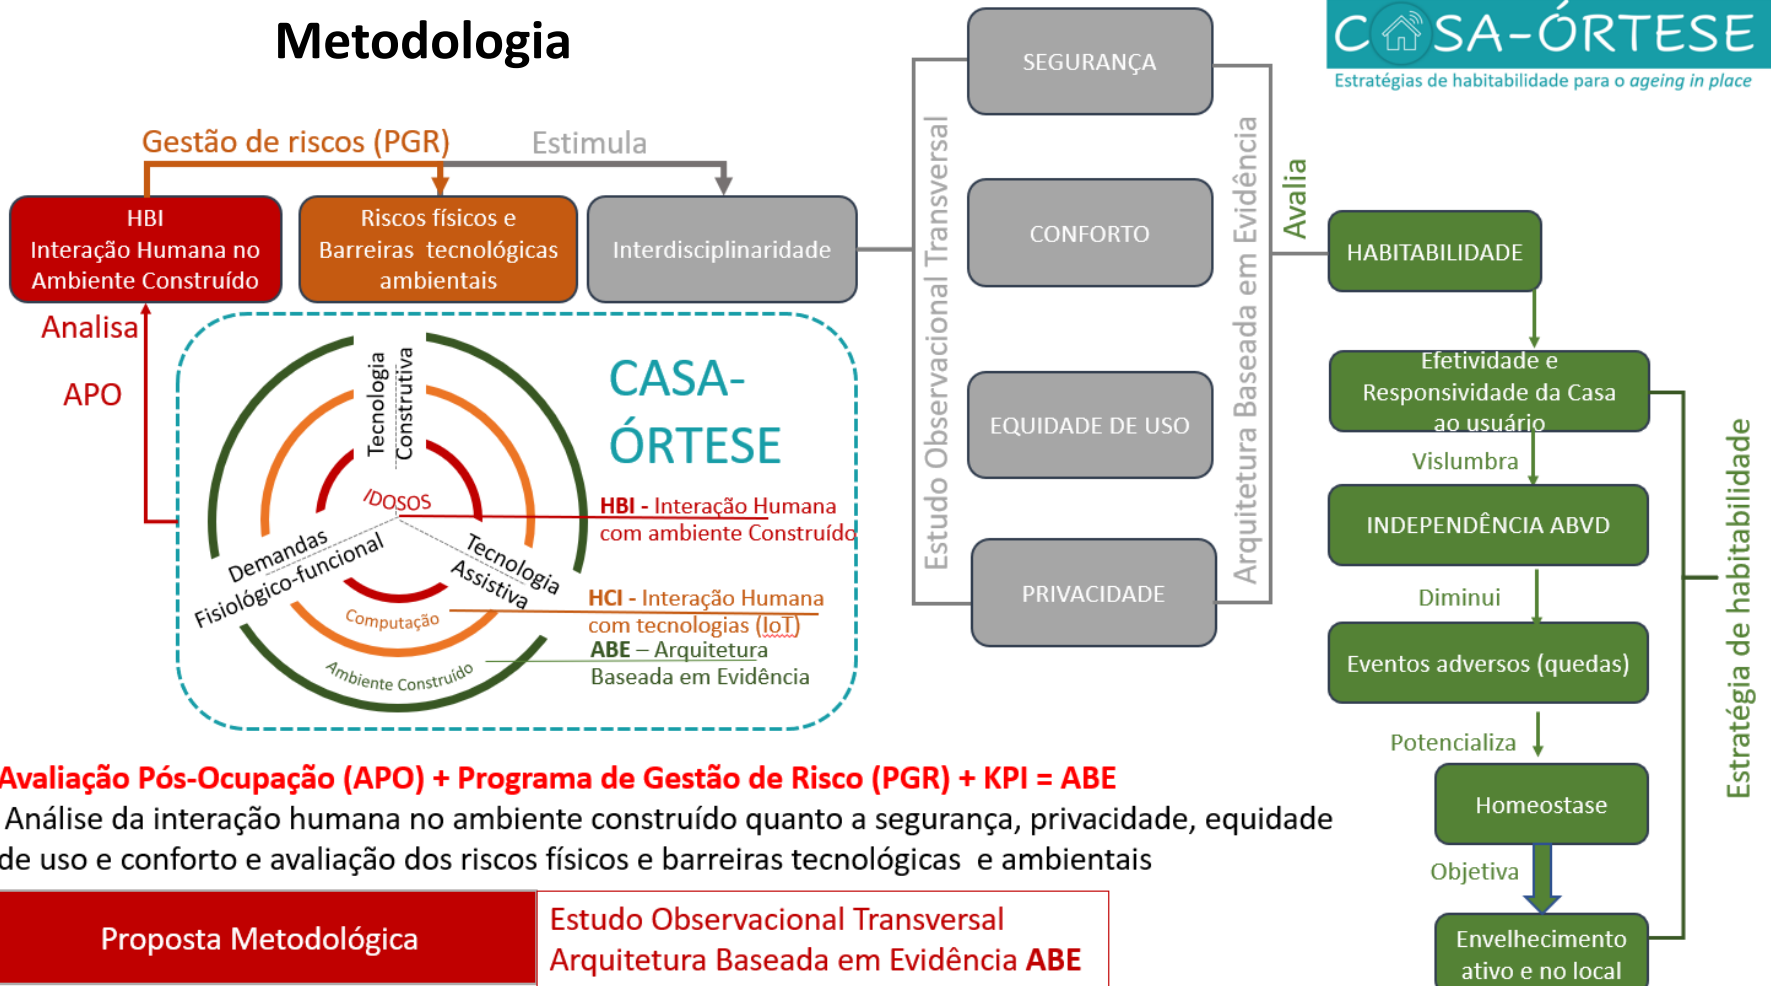 Metodologia
C SA-ÓRTESE
Estratégias de habitabilidade para o ageing in place
Gestão de riscos (PGR)
Estimula
HBI
Interação Humana no
Ambiente Construído
Riscos físicos e
Barreiras tecnológicas
ambientais
Interdisciplinaridade
Analisa
APO
Tecnologia
Construtiva
IDOSOS
Demandas
Fisiológico-funcional
Tecnologia
Assistiva
Computação
Ambiente Construído
CASA-
ÓRTESE
HBI - Interação Humana
com ambiente Construído
HCI - Interação Humana
com tecnologias (IoT)
ABE – Arquitetura
Baseada em Evidência
Estudo Observacional Transversal
SEGURANÇA
CONFORTO
EQUIDADE DE USO
PRIVACIDADE
Arquitetura Baseada em Evidência
Avalia
HABITABILIDADE
Efetividade e
Responsividade da Casa
ao usuário
Vislumbra
INDEPENDÊNCIA ABVD
Diminui
Eventos adversos (quedas)
Potencializa
Homeostase
Objetiva
Envelhecimento
ativo e no local
Estratégia de habitabilidade
Avaliação Pós-Ocupação (APO) + Programa de Gestão de Risco (PGR) + KPI = ABE
Análise da interação humana no ambiente construído quanto a segurança, privacidade, equidade
de uso e conforto e avaliação dos riscos físicos e barreiras tecnológicas e ambientais
Proposta Metodológica
Estudo Observacional Transversal
Arquitetura Baseada em Evidência ABE